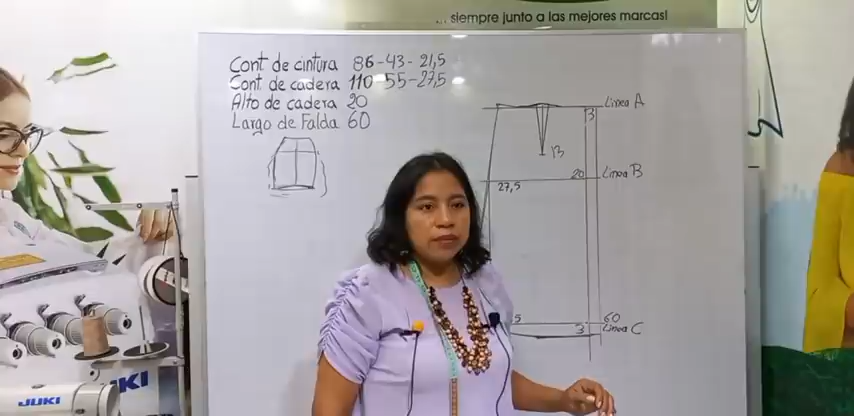 ... siempre junto a las mejores marcas!
Cont de cintura 86-43-21,5
Cont. de cadera 110-55-27,5
Alto de cadera 20
Largo de Falda 60
Linea A
13
B
20 Linea B
27,5
5
60
3 Linea C
JUKI
JUKI